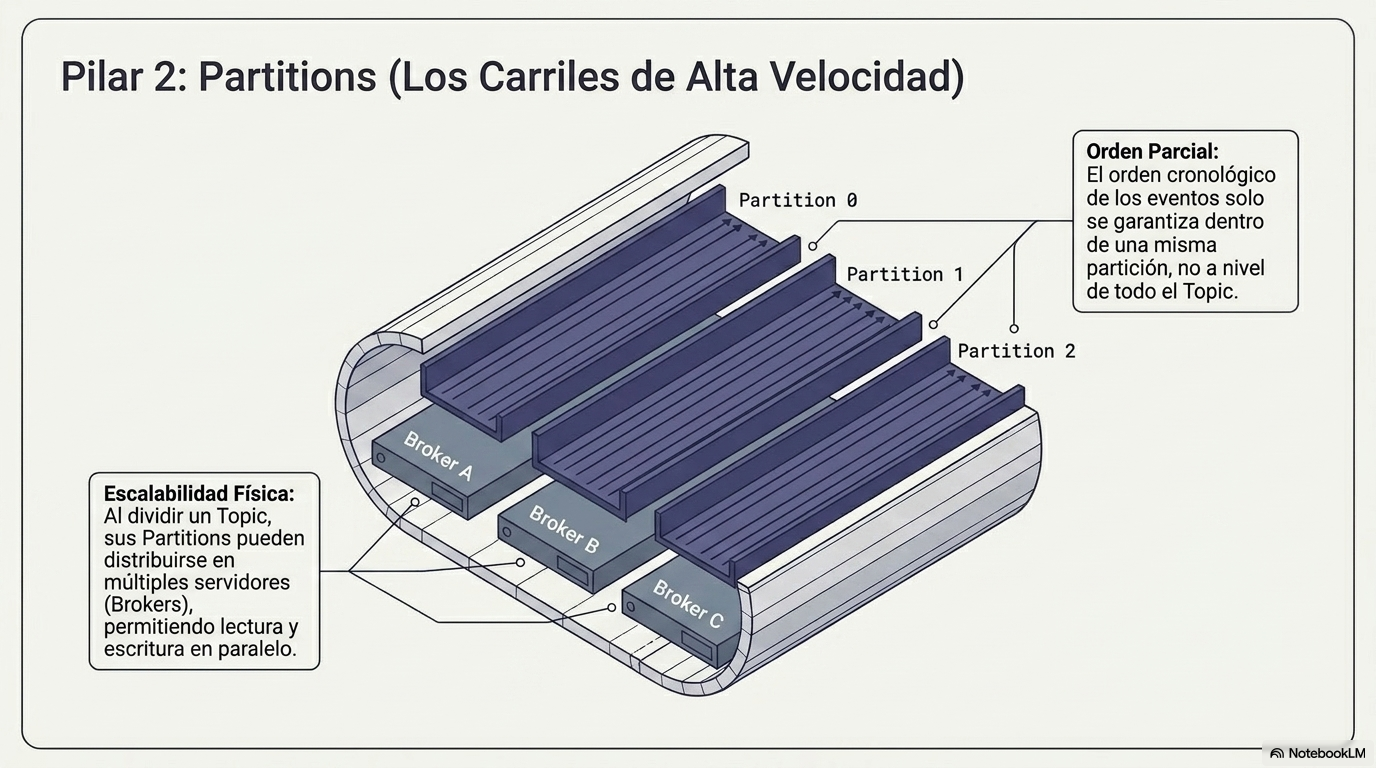 Pilar 2: Partitions (Los Carriles de Alta Velocidad)
Partition 0
Partition 1
Partition 2
Orden Parcial:
El orden cronológico
de los eventos solo
se garantiza dentro
de una misma
partición, no a nivel
de todo el Topic.
Broker A
Broker B
Broker C
Escalabilidad Física:
Al dividir un Topic,
sus Partitions pueden
distribuirse en
múltiples servidores
(Brokers),
permitiendo lectura y
escritura en paralelo.
NotebookLM